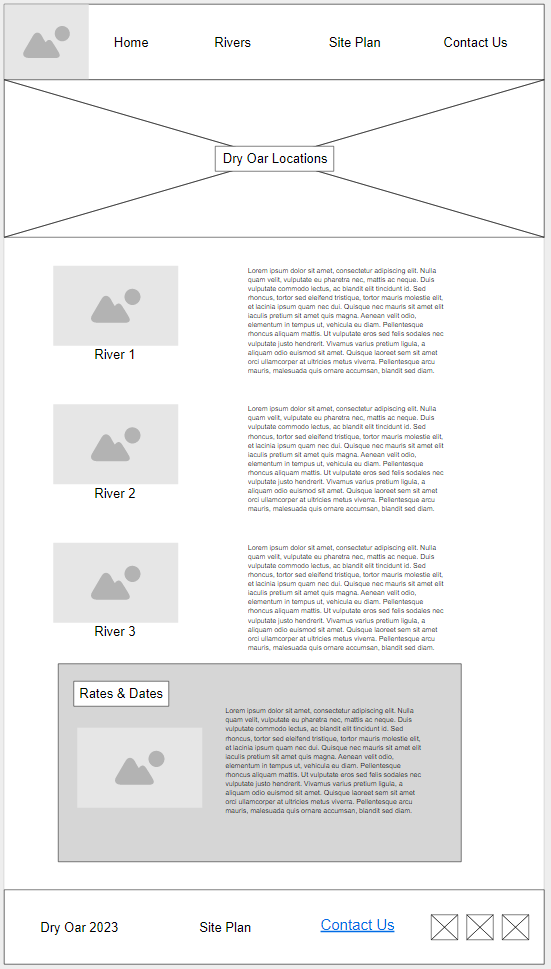 Home
Rivers
Site Plan
Contact Us
Dry Oar Locations
River 1
Lorem ipsum dolor sit amet, consectetur adipiscing elit. Nulla
quam velit, vulputate eu pharetra nec, mattis ac neque. Duis
vulputate commodo lectus, ac blandit elit tincidunt id. Sed
rhoncus, tortor sed eleifend tristique, tortor mauris molestie elit,
et lacinia ipsum quam nec dui. Quisque nec mauris sit amet elit
iaculis pretium sit amet quis magna. Aenean velit odio,
elementum in tempus ut, vehicula eu diam. Pellentesque
rhoncus aliquam mattis. Ut vulputate eros sed felis sodales nec
vulputate justo hendrerit. Vivamus varius pretium ligula, a
aliquam odio euismod sit amet. Quisque laoreet sem sit amet
orci ullamcorper at ultricies metus viverra. Pellentesque arcu
mauris, malesuada quis ornare accumsan, blandit sed diam.
River 2
Lorem ipsum dolor sit amet, consectetur adipiscing elit. Nulla
quam velit, vulputate eu pharetra nec, mattis ac neque. Duis
vulputate commodo lectus, ac blandit elit tincidunt id. Sed
rhoncus, tortor sed eleifend tristique, tortor mauris molestie elit,
et lacinia ipsum quam nec dui. Quisque nec mauris sit amet elit
iaculis pretium sit amet quis magna. Aenean velit odio,
elementum in tempus ut, vehicula eu diam. Pellentesque
rhoncus aliquam mattis. Ut vulputate eros sed felis sodales nec
vulputate justo hendrerit. Vivamus varius pretium ligula, a
aliquam odio euismod sit amet. Quisque laoreet sem sit amet
orci ullamcorper at ultricies metus viverra. Pellentesque arcu
mauris, malesuada quis ornare accumsan, blandit sed diam.
River 3
Lorem ipsum dolor sit amet, consectetur adipiscing elit. Nulla
quam velit, vulputate eu pharetra nec, mattis ac neque. Duis
vulputate commodo lectus, ac blandit elit tincidunt id. Sed
rhoncus, tortor sed eleifend tristique, tortor mauris molestie elit,
et lacinia ipsum quam nec dui. Quisque nec mauris sit amet elit
iaculis pretium sit amet quis magna. Aenean velit odio,
elementum in tempus ut, vehicula eu diam. Pellentesque
rhoncus aliquam mattis. Ut vulputate eros sed felis sodales nec
vulputate justo hendrerit. Vivamus varius pretium ligula, a
aliquam odio euismod sit amet. Quisque laoreet sem sit amet
orci ullamcorper at ultricies metus viverra. Pellentesque arcu
mauris, malesuada quis ornare accumsan, blandit sed diam.
Rates & Dates
Lorem ipsum dolor sit amet, consectetur adipiscing elit. Nulla
quam velit, vulputate eu pharetra nec, mattis ac neque. Duis
vulputate commodo lectus, ac blandit elit tincidunt id. Sed
rhoncus, tortor sed eleifend tristique, tortor mauris molestie elit,
et lacinia ipsum quam nec dui. Quisque nec mauris sit amet elit
iaculis pretium sit amet quis magna. Aenean velit odio,
elementum in tempus ut, vehicula eu diam. Pellentesque
rhoncus aliquam mattis. Ut vulputate eros sed felis sodales nec
vulputate justo hendrerit. Vivamus varius pretium ligula, a
aliquam odio euismod sit amet. Quisque laoreet sem sit amet
orci ullamcorper at ultricies metus viverra. Pellentesque arcu
mauris, malesuada quis ornare accumsan, blandit sed diam.
Dry Oar 2023
Site Plan
Contact Us